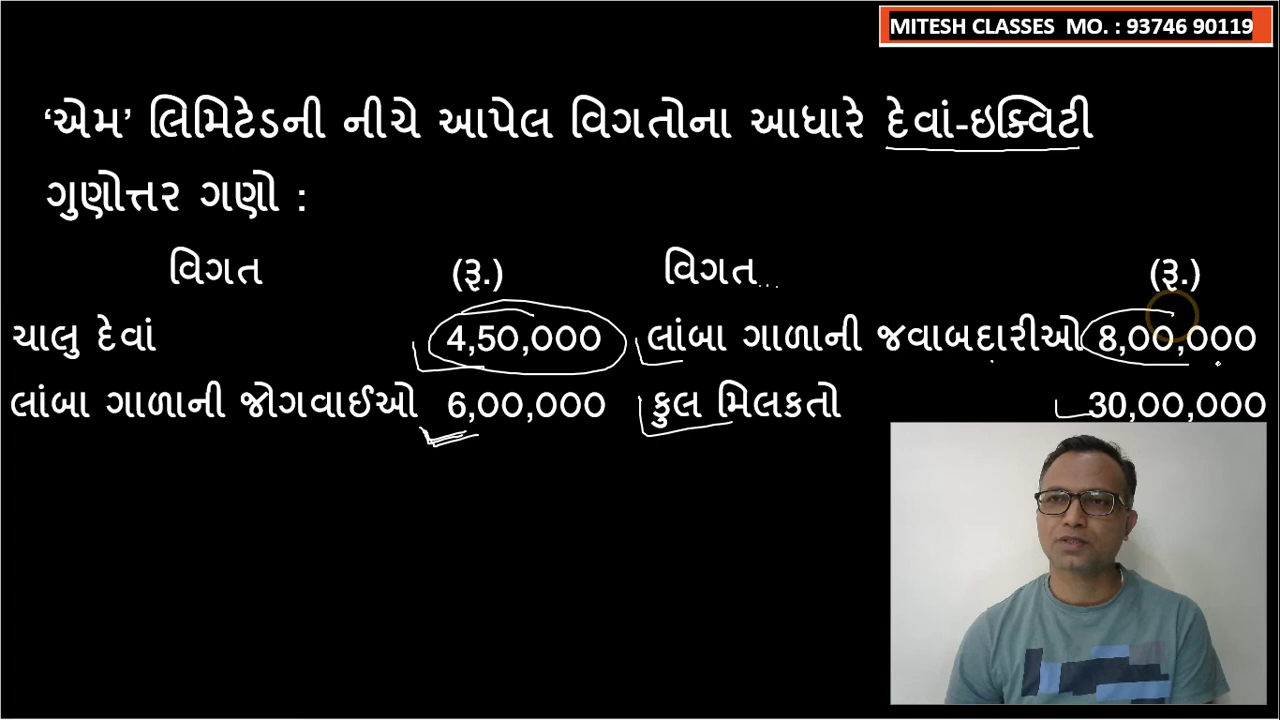 MITESH CLASSES MO. : 93746 90119
‘એમ’ લિમિટેડની નીચે આપેલ વિગતોના આધારે દેવાં-ઇક્વિટી
ગુણોત્તર ગણો :
વિગત (રૂ.) વિગત... (રૂ.)
ચાલુ દેવાં 4,50,000 લાંબા ગાળાની જવાબદારીઓ 8,00,000
લાંબા ગાળાની જોગવાઈઓ 6,00,000 કુલ મિલકતો 30,00,000